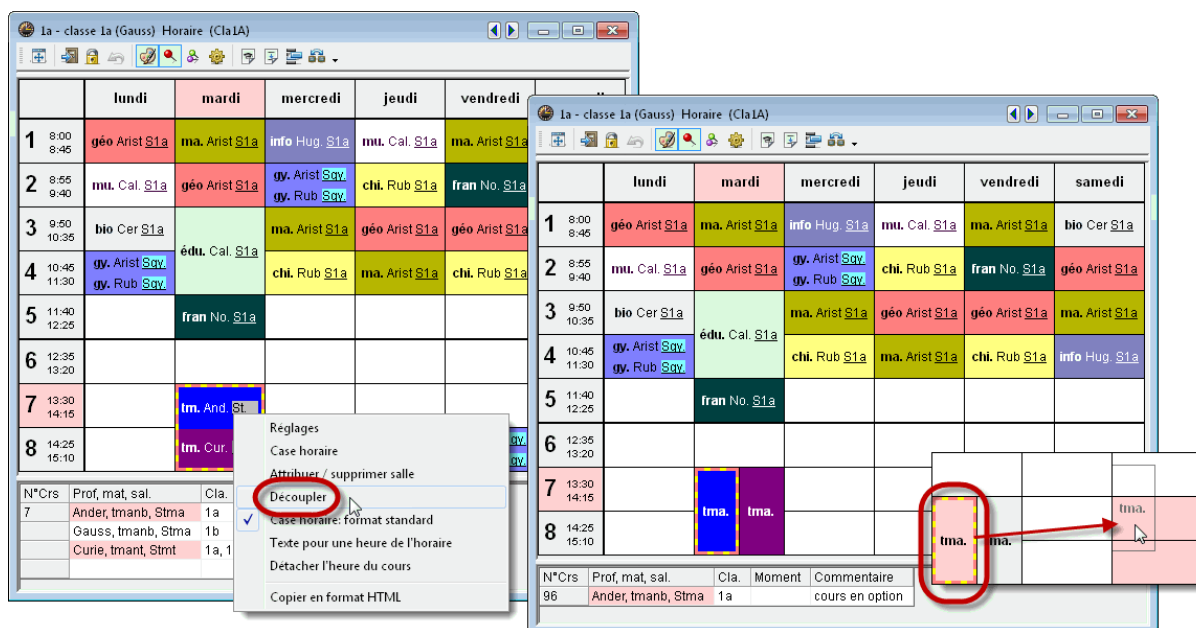 1a - classe 1a (Gauss) Horaire (Cla1A)
lundi mardi mercredi jeudi vendredi
1 8:00 8:45 géo Arist S1a ma. Arist S1a info Hug. S1a mu. Cal. S1a ma. Arist S1a
2 8:55 9:40 mu. Cal. S1a géo Arist S1a gy. Arist Sgy. gy. Rub Sgy. chi. Rub S1a fran No. S1a
3 9:50 10:35 bio Cer S1a édu. Cal. S1a ma. Arist S1a géo Arist S1a géo Arist S1a
4 10:45 11:30 gy. Arist Sgy. gy. Rub Sgy. chi. Rub S1a ma. Arist S1a chi. Rub S1a
5 11:40 12:25 fran No. S1a
6 12:35 13:20
7 13:30 14:15 tm. And. St.
8 14:25 15:10 tm. Cur. gy. gy.
N°Crs Prof, mat, sal. Cla.
7 Ander, tmanb, Stma 1a
Gauss, tmanb, Stma 1b
Curie, tmant, Stmt 1a, 1
Réglages
Case horaire
Attribuer / supprimer salle
Découpler
Case horaire: format standard
Texte pour une heure de l'horaire
Détacher l'heure du cours
Copier en format HTML
1a - classe 1a (Gauss) Horaire (Cla1A)
lundi mardi mercredi jeudi vendredi samedi
1 8:00 8:45 géo Arist S1a ma. Arist S1a info Hug. S1a mu. Cal. S1a ma. Arist S1a bio Cer S1a
2 8:55 9:40 mu. Cal. S1a géo Arist S1a gy. Arist Sgy. gy. Rub Sgy. chi. Rub S1a fran No. S1a géo Arist S1a
3 9:50 10:35 bio Cer S1a édu. Cal. S1a ma. Arist S1a géo Arist S1a géo Arist S1a ma. Arist S1a
4 10:45 11:30 gy. Arist Sgy. gy. Rub Sgy. chi. Rub S1a ma. Arist S1a chi. Rub S1a info Hug. S1a
5 11:40 12:25 fran No. S1a
6 12:35 13:20
7 13:30 14:15 tma. tma.
8 14:25 15:10
tma. ma. tma.
N°Crs Prof, mat, sal. Cla. Moment Commentaire
96 Ander, tmanb, Stma 1a cours en option